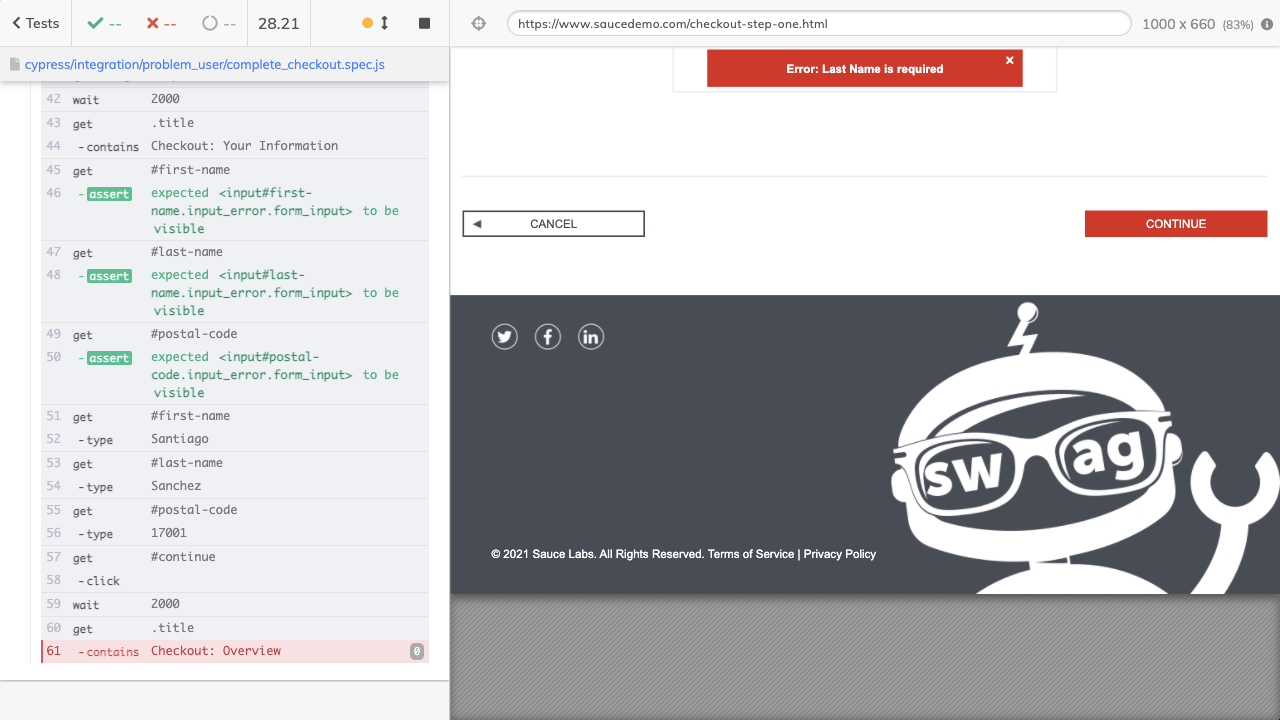 Tests
--
--
--
28.21
https://www.saucedemo.com/checkout-step-one.html
1000 x 660 (83%)
cypress/integration/problem_user/complete_checkout.spec.js
42 wait 2000
43 get .title
44 -contains Checkout: Your Information
45 get #first-name
46 -assert expected <input#first-
name.input_error.form_input> to be
visible
47 get #last-name
48 -assert expected <input#last-
name.input_error.form_input> to be
visible
49 get #postal-code
50 -assert expected <input#postal-
code.input_error.form_input> to be
visible
51 get #first-name
52 -type Santiago
53 get #last-name
54 -type Sanchez
55 get #postal-code
56 -type 17001
57 get #continue
58 -click
59 wait 2000
60 get .title
61 -contains Checkout: Overview 0
Error: Last Name is required
CANCEL
CONTINUE
sw ag
© 2021 Sauce Labs. All Rights Reserved. Terms of Service | Privacy Policy